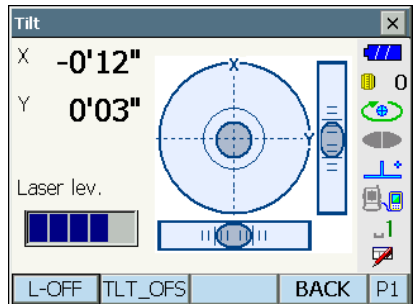 Tilt
X -0'12"
Y 0'03"
X
Y
0
Laser lev.
1
L-OFF TLT_OFS BACK P1